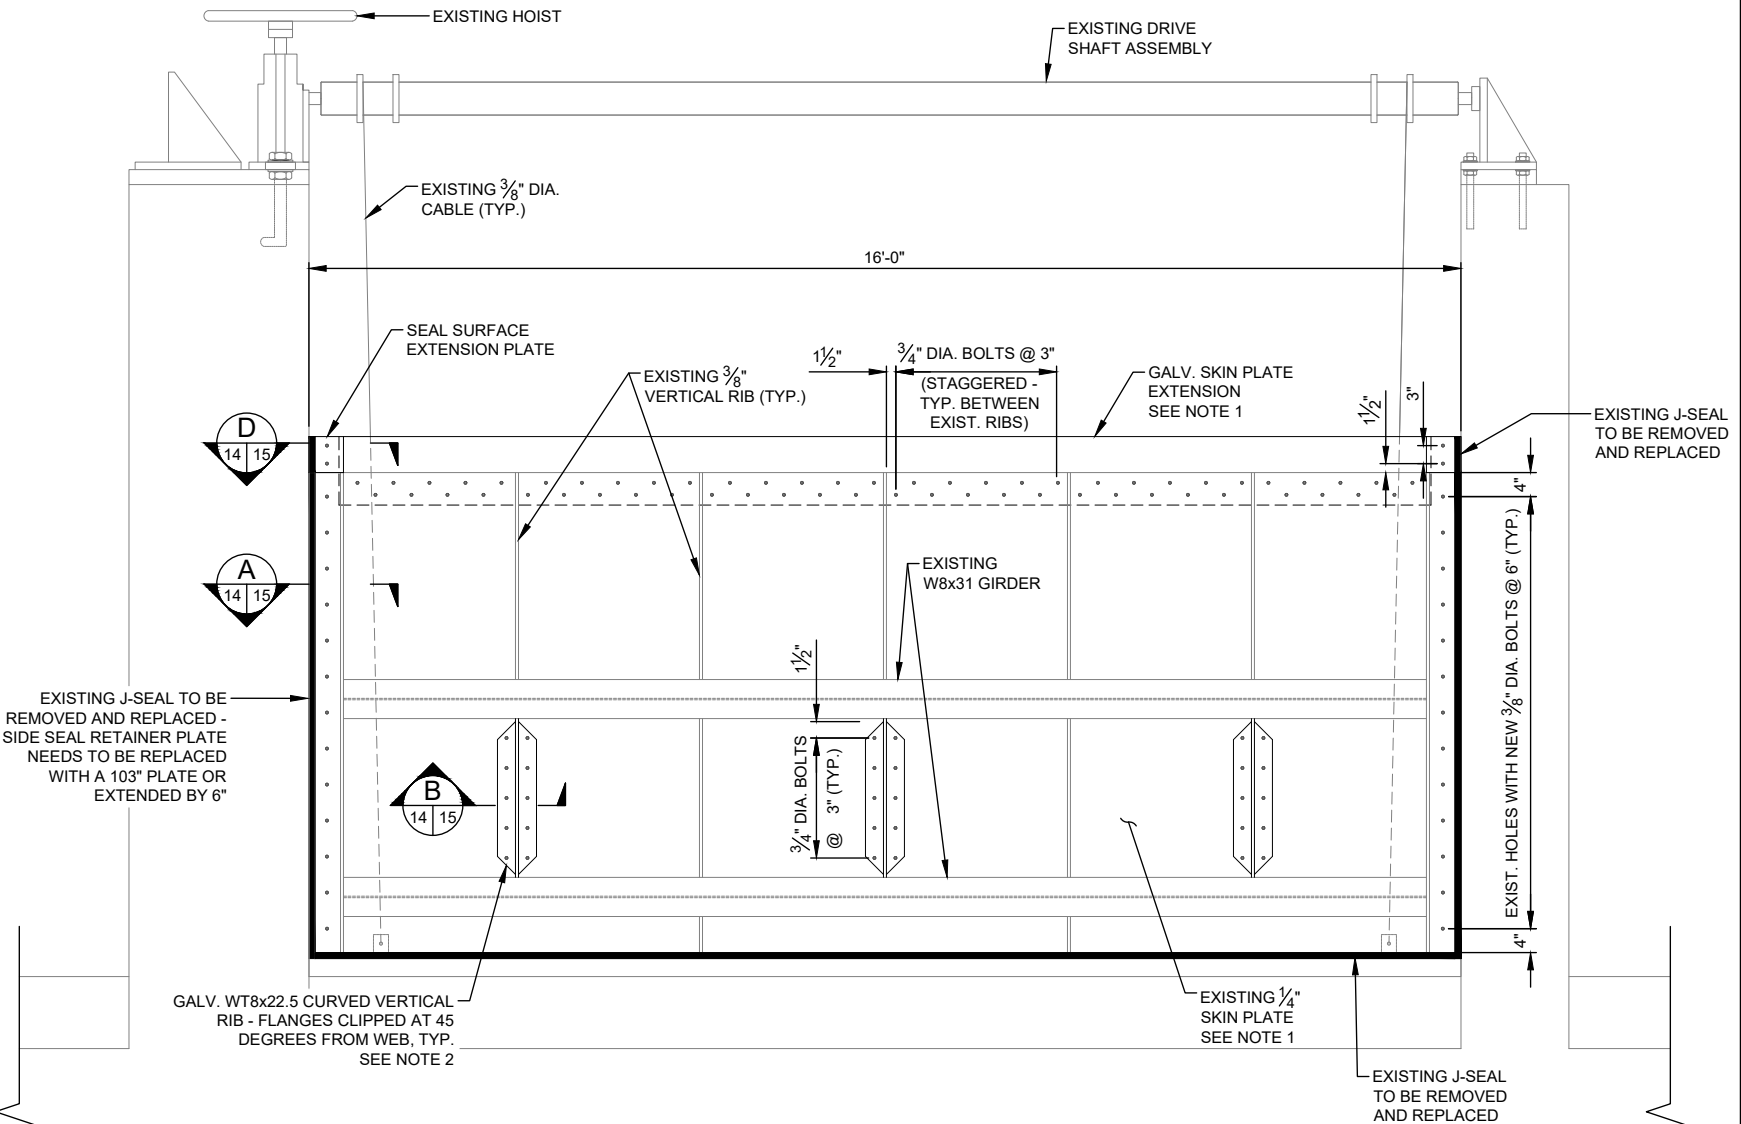 EXISTING HOIST
EXISTING DRIVE
SHAFT ASSEMBLY
EXISTING 3/8" DIA.
CABLE (TYP.)
16'-0"
SEAL SURFACE
EXTENSION PLATE
EXISTING 3/8"
VERTICAL RIB (TYP.)
1 1/2"
3/4" DIA. BOLTS @ 3"
(STAGGERED -
TYP. BETWEEN
EXIST. RIBS)
GALV. SKIN PLATE
EXTENSION
SEE NOTE 1
1 1/2"
3"
EXISTING J-SEAL
TO BE REMOVED
AND REPLACED
D
14 15
4"
A
14 15
EXISTING
W8x31 GIRDER
EXIST. HOLES WITH NEW 3/8" DIA. BOLTS @ 6" (TYP.)
1 1/2"
EXISTING J-SEAL TO BE
REMOVED AND REPLACED -
SIDE SEAL RETAINER PLATE
NEEDS TO BE REPLACED
WITH A 103" PLATE OR
EXTENDED BY 6"
B
14 15
3/4" DIA. BOLTS
@ 3" (TYP.)
4"
GALV. WT8x22.5 CURVED VERTICAL
RIB - FLANGES CLIPPED AT 45
DEGREES FROM WEB, TYP.
SEE NOTE 2
EXISTING 1/4"
SKIN PLATE
SEE NOTE 1
EXISTING J-SEAL
TO BE REMOVED
AND REPLACED